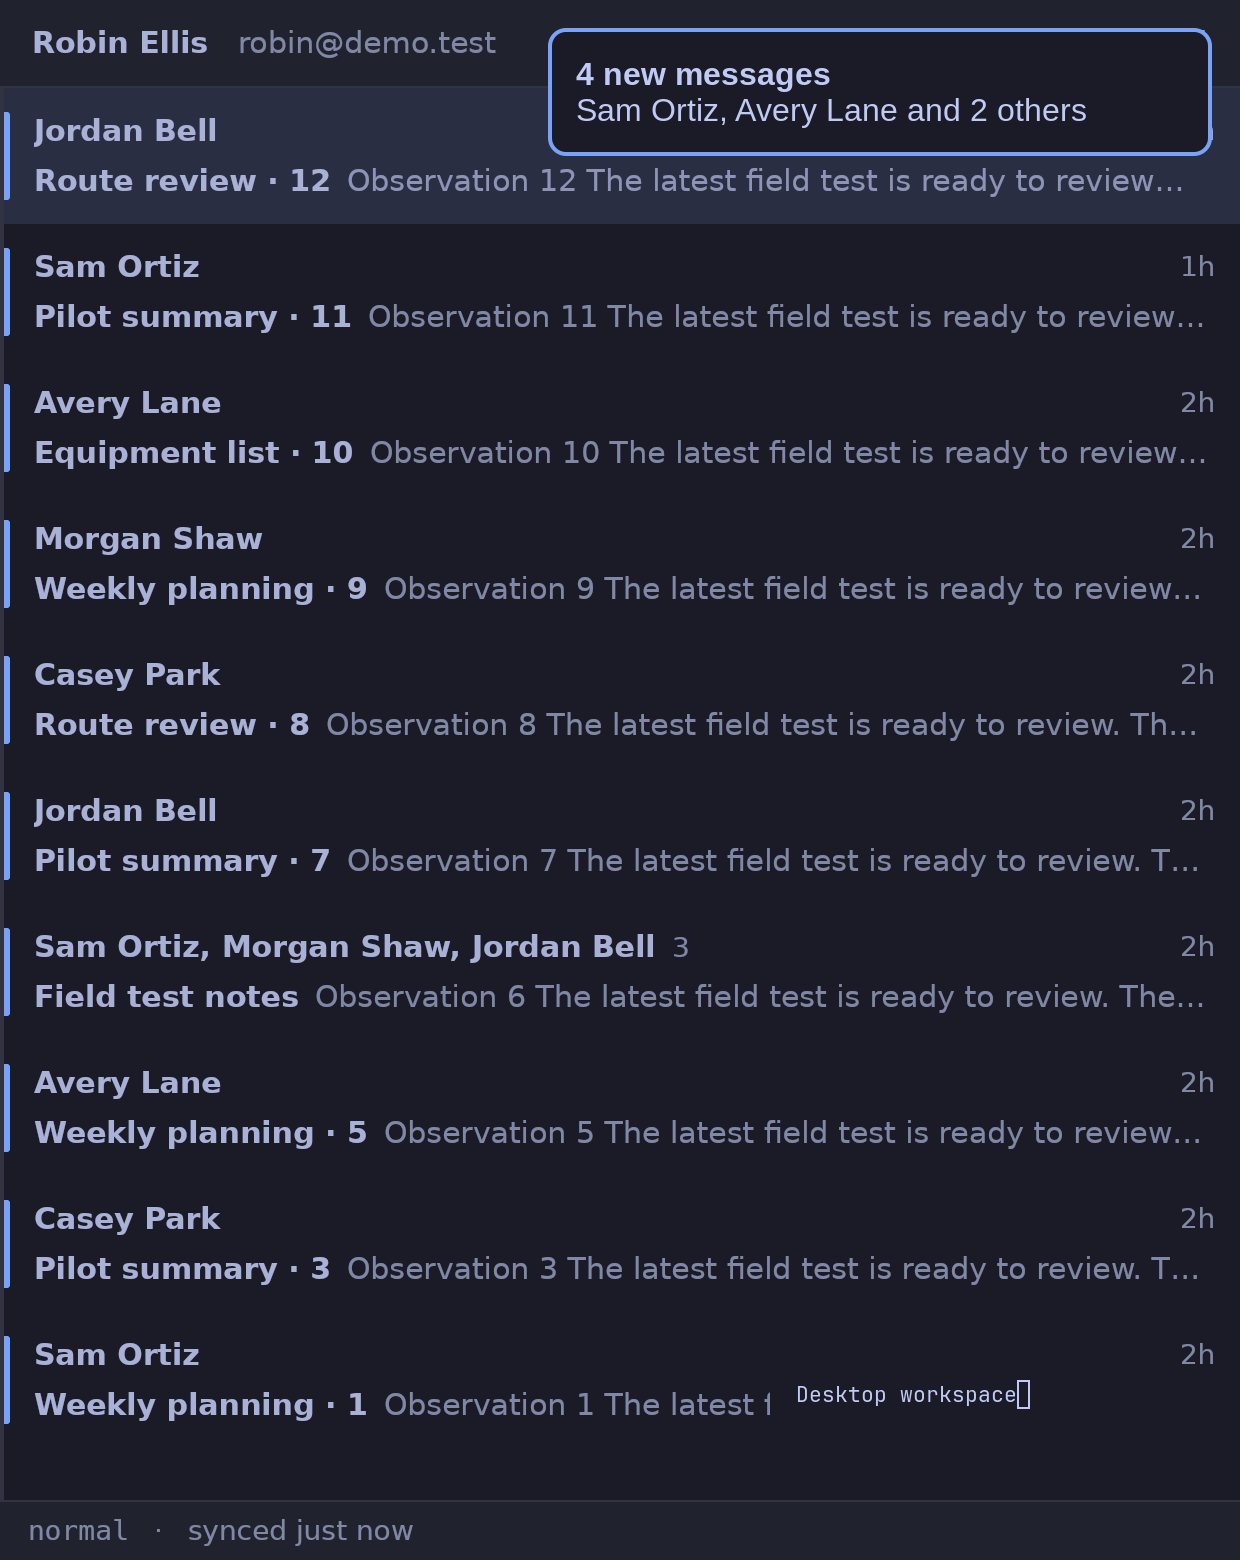 Robin Ellis robin@demo.test
4 new messages
Sam Ortiz, Avery Lane and 2 others
Jordan Bell
Route review · 12 Observation 12 The latest field test is ready to review…
Sam Ortiz 1h
Pilot summary · 11 Observation 11 The latest field test is ready to review…
Avery Lane 2h
Equipment list · 10 Observation 10 The latest field test is ready to review…
Morgan Shaw 2h
Weekly planning · 9 Observation 9 The latest field test is ready to review…
Casey Park 2h
Route review · 8 Observation 8 The latest field test is ready to review. Th…
Jordan Bell 2h
Pilot summary · 7 Observation 7 The latest field test is ready to review. T…
Sam Ortiz, Morgan Shaw, Jordan Bell 3 2h
Field test notes Observation 6 The latest field test is ready to review. The…
Avery Lane 2h
Weekly planning · 5 Observation 5 The latest field test is ready to review…
Casey Park 2h
Pilot summary · 3 Observation 3 The latest field test is ready to review. T…
Sam Ortiz 2h
Weekly planning · 1 Observation 1 The latest
Desktop workspace
normal · synced just now